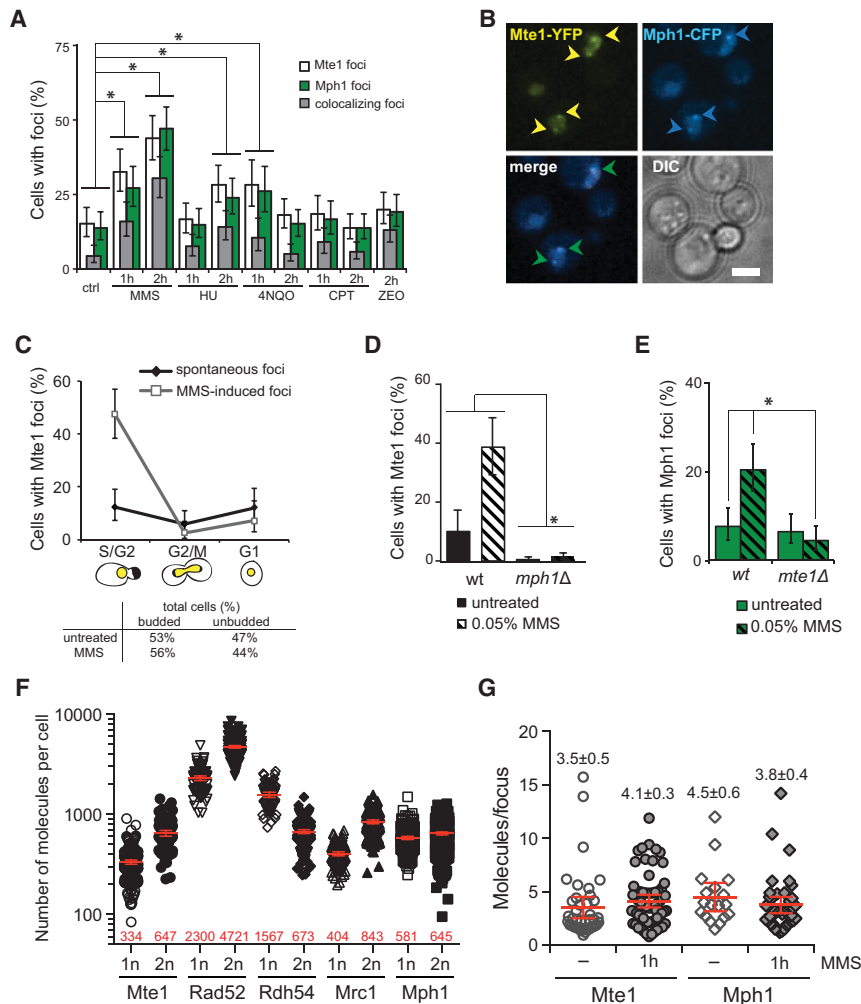 A
Cells with foci (%)
75
50
25
0
*
*
*
*
Mte1 foci
Mph1 foci
colocalizing foci
1h 2h 1h 2h 1h 2h 1h 2h 2h
ctrl MMS HU 4NQO CPT ZEO
B
Mte1-YFP
Mph1-CFP
merge
DIC
C
Cells with Mte1 foci (%)
60
40
20
0
spontaneous foci
MMS-induced foci
S/G2 G2/M G1
total cells (%)
budded unbudded
untreated 53% 47%
MMS 56% 44%
D
Cells with Mte1 foci (%)
60
40
20
0
*
wt mph1Δ
untreated
0.05% MMS
E
Cells with Mph1 foci (%)
40
20
0
*
wt mte1Δ
untreated
0.05% MMS
F
Number of molecules per cell
10000
1000
100
334 647 2300 4721 1567 673 404 843 581 645
1n 2n 1n 2n 1n 2n 1n 2n 1n 2n
Mte1 Rad52 Rdh54 Mrc1 Mph1
G
Molecules/focus
20
15
10
5
0
3.5±0.5
4.1±0.3
4.5±0.6
3.8±0.4
– 1h – 1h MMS
Mte1 Mph1